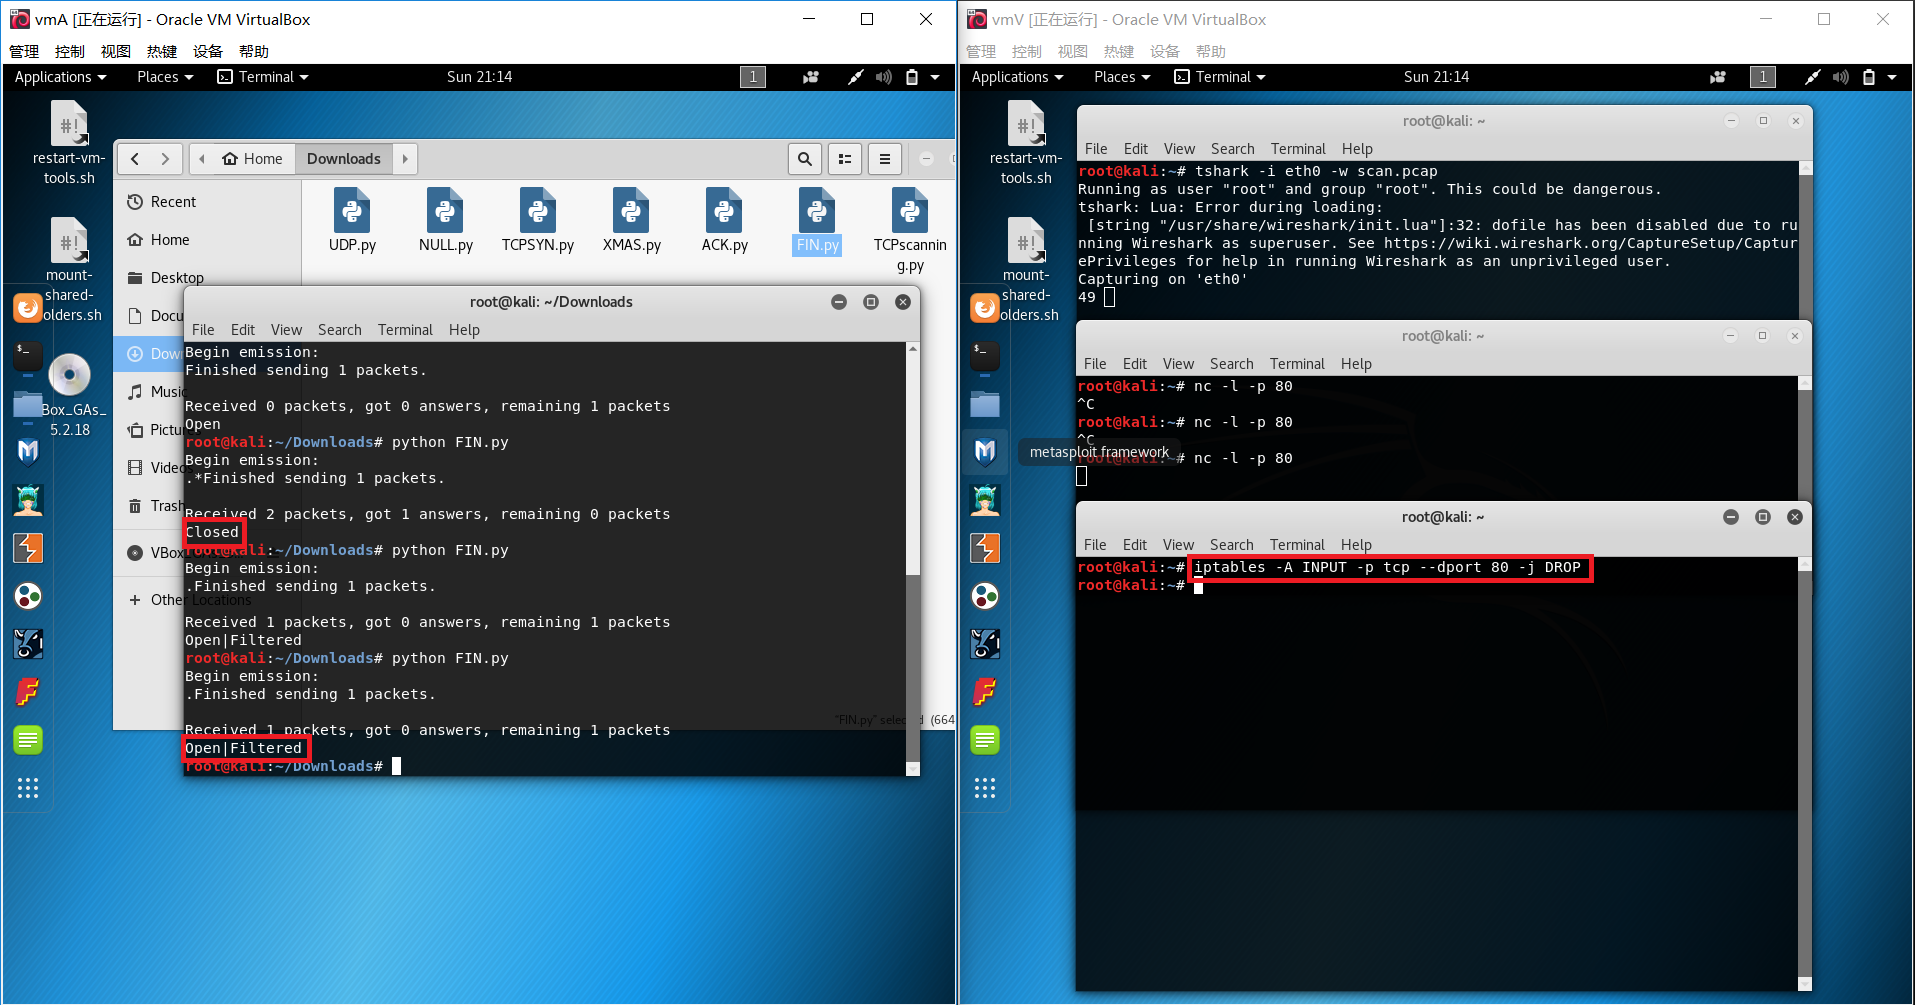 vmA [正在运行] - Oracle VM VirtualBox
管理 控制 视图 热键 设备 帮助
Applications Places Terminal Sun 21:14 1
restart-vm-
tools.sh
mount-
shared-
olders.sh
Box_GAs_
5.2.18
Home Downloads
Recent
Home
Desktop
Docu
Down
Music
Pictur
Videos
Trash
VBox
Other Locations
UDP.py NULL.py TCPSYN.py XMAS.py ACK.py FIN.py TCPscannin
g.py
"FIN.py" selec d (664
root@kali: ~/Downloads
File Edit View Search Terminal Help
Begin emission:
Finished sending 1 packets.
Received 0 packets, got 0 answers, remaining 1 packets
Open
root@kali:~/Downloads# python FIN.py
Begin emission:
.*Finished sending 1 packets.
Received 2 packets, got 1 answers, remaining 0 packets
Closed
root@kali:~/Downloads# python FIN.py
Begin emission:
.Finished sending 1 packets.
Received 1 packets, got 0 answers, remaining 1 packets
Open|Filtered
root@kali:~/Downloads# python FIN.py
Begin emission:
.Finished sending 1 packets.
Received 1 packets, got 0 answers, remaining 1 packets
Open|Filtered
root@kali:~/Downloads#
vmV [正在运行] - Oracle VM VirtualBox
管理 控制 视图 热键 设备 帮助
Applications Places Terminal Sun 21:14 1
restart-vm-
tools.sh
mount-
shared-
olders.sh
metasploit framework
root@kali: ~
File Edit View Search Terminal Help
root@kali:~# tshark -i eth0 -w scan.pcap
Running as user "root" and group "root". This could be dangerous.
tshark: Lua: Error during loading:
[string "/usr/share/wireshark/init.lua"]:32: dofile has been disabled due to ru
nning Wireshark as superuser. See https://wiki.wireshark.org/CaptureSetup/Captur
ePrivileges for help in running Wireshark as an unprivileged user.
Capturing on 'eth0'
49
root@kali: ~
File Edit View Search Terminal Help
root@kali:~# nc -l -p 80
^C
root@kali:~# nc -l -p 80
^C
root@kali:~# nc -l -p 80
root@kali: ~
File Edit View Search Terminal Help
root@kali:~# iptables -A INPUT -p tcp --dport 80 -j DROP
root@kali:~#